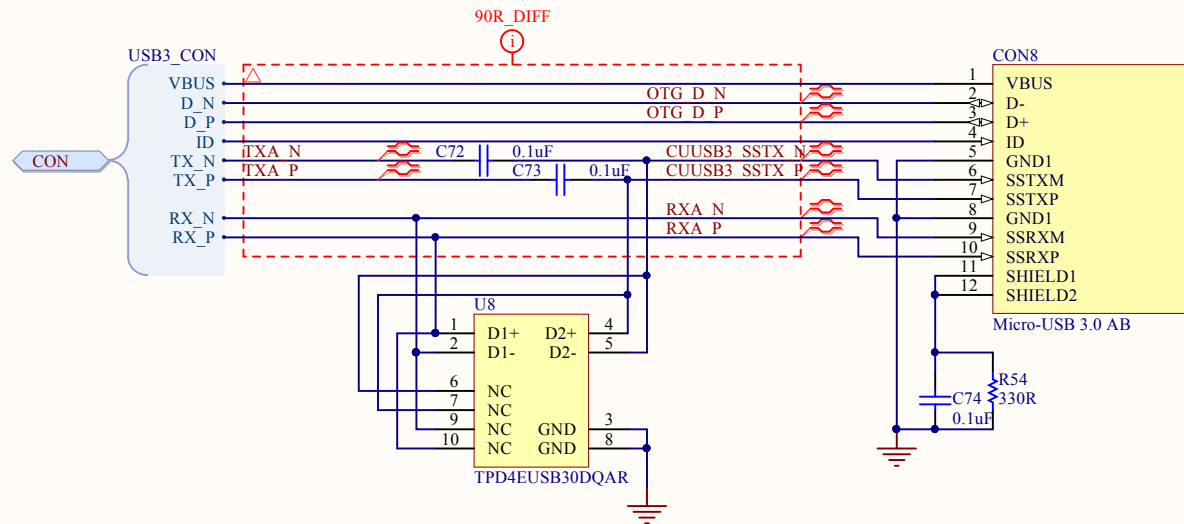 90R_DIFF
i
USB3_CON
CON
VBUS
D_N
D_P
ID
TX_N
TX_P
RX_N
RX_P
OTG_D_N
OTG_D_P
TXA_N
TXA_P
C72
0.1uF
C73
0.1uF
CUUSB3_SSTX_N
CUUSB3_SSTX_P
RXA_N
RXA_P
CON8
1 VBUS
2 D-
3 D+
4 ID
5 GND1
6 SSTXM
7 SSTXP
8 GND1
9 SSRXM
10 SSRXP
11 SHIELD1
12 SHIELD2
Micro-USB 3.0 AB
U8
1 D1+ D2+ 4
2 D1- D2- 5
6 NC
7 NC
9 NC GND 3
10 NC GND 8
TPD4EUSB30DQAR
C74
0.1uF
R54
330R